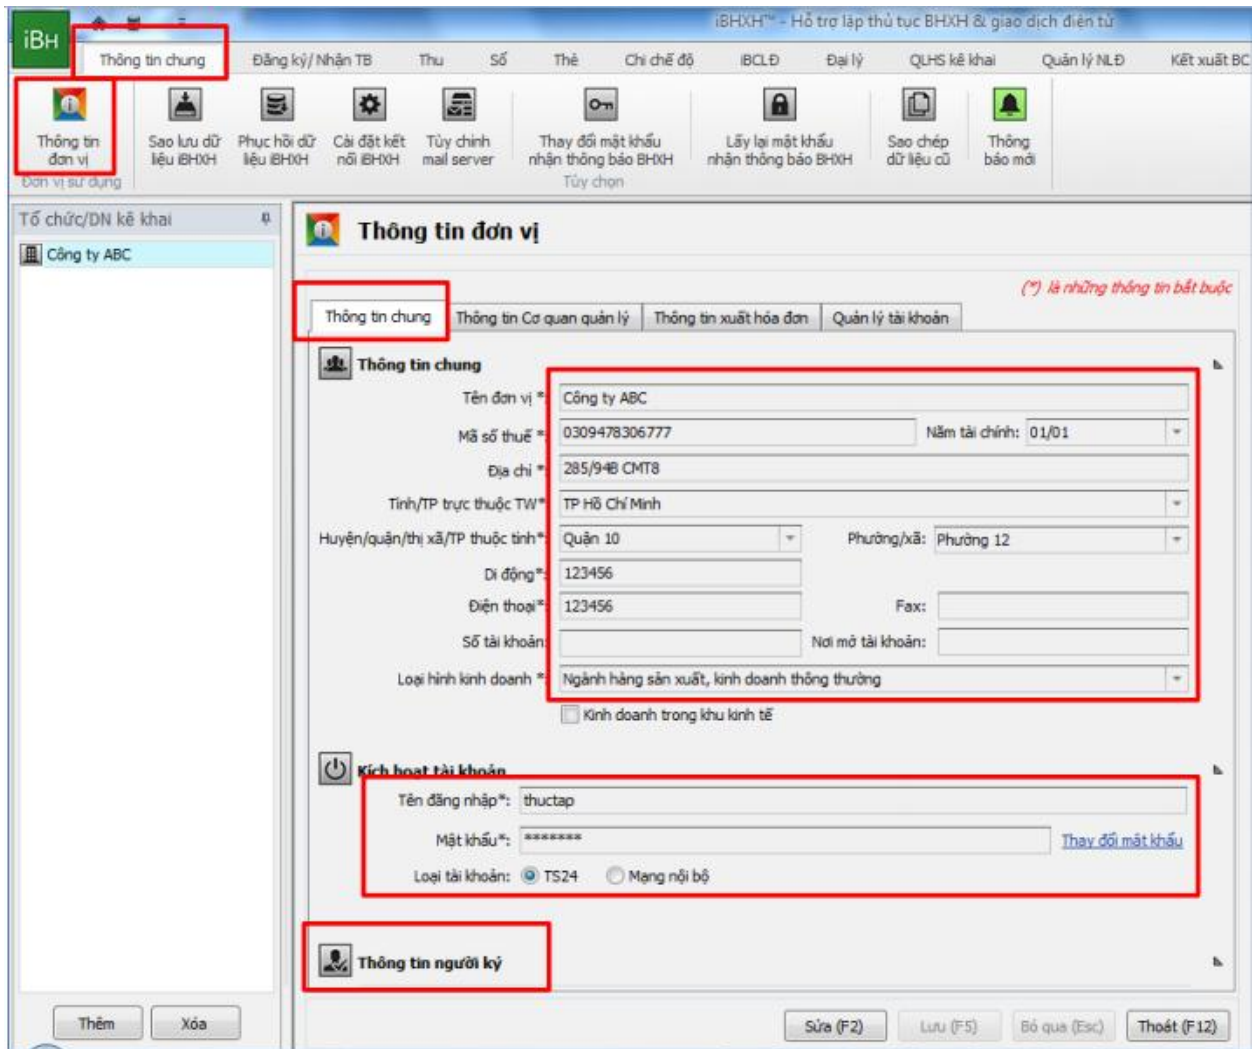 iBHXH™ - Hỗ trợ lập thủ tục BHXH & giao dịch điện tử
iBH
Thông tin chung Đăng ký/ Nhận TB Thu Sổ Thẻ Chi chế độ iBCLĐ Đại lý QLHS kê khai Quản lý NLĐ Kết xuất BC
Thông tin đơn vị
Sao lưu dữ liệu iBHXH
Phục hồi dữ liệu iBHXH
Cài đặt kết nối iBHXH
Tùy chỉnh mail server
Thay đổi mật khẩu nhận thông báo BHXH
Lấy lại mật khẩu nhận thông báo BHXH
Sao chép dữ liệu cũ
Thông báo mới
Đơn vị sử dụng Tùy chọn
Tổ chức/DN kê khai
Công ty ABC
Thông tin đơn vị
(*) là những thông tin bắt buộc
Thông tin chung Thông tin Cơ quan quản lý Thông tin xuất hóa đơn Quản lý tài khoản
Thông tin chung
Tên đơn vị *: Công ty ABC
Mã số thuế *: 0309478306777 Năm tài chính: 01/01
Địa chỉ *: 285/94B CMT8
Tỉnh/TP trực thuộc TW* TP Hồ Chí Minh
Huyện/quận/thị xã/TP thuộc tỉnh*: Quận 10 Phường/xã: Phường 12
Di động*: 123456
Điện thoại*: 123456 Fax:
Số tài khoản: Nơi mở tài khoản:
Loại hình kinh doanh *: Ngành hàng sản xuất, kinh doanh thông thường
Kinh doanh trong khu kinh tế
Kích hoạt tài khoản
Tên đăng nhập*: thuctap
Mật khẩu*: ******* Thay đổi mật khẩu
Loại tài khoản: TS24 Mạng nội bộ
Thông tin người ký
Thêm Xóa Sửa (F2) Lưu (F5) Bỏ qua (Esc) Thoát (F12)